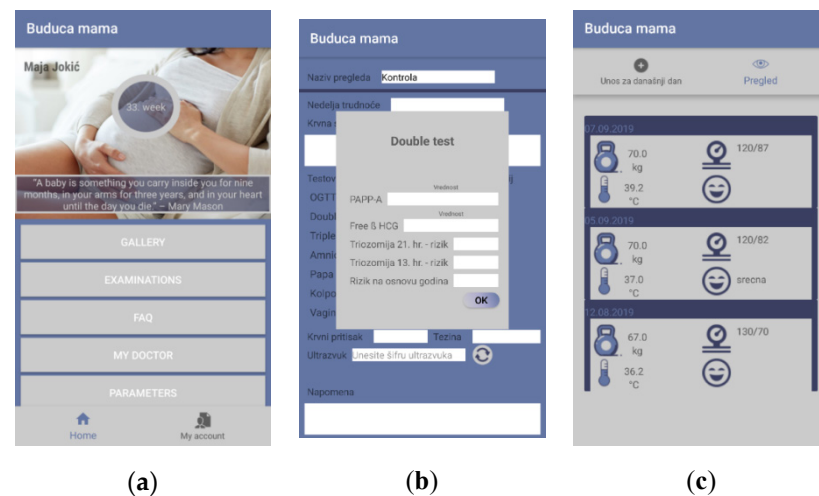 Buduca mama
Maja Jokić
33. week
"A baby is something you carry inside you for nine
months, in your arms for three years, and in your heart
until the day you die." – Mary Mason
GALLERY
EXAMINATIONS
FAQ
MY DOCTOR
PARAMETERS
Home
My account
(a)
Buduca mama
Naziv pregleda Kontrola
Nedelja trudnoće
Krvna
Testov
OGTT
Doubl
Triple
Amnio
Papa
Kolpo
Vagin
Double test
Vrednost
PAPP-A
Vrednost
Free ß HCG
Triozomija 21. hr. - rizik
Triozomija 13. hr. - rizik
Rizik na osnovu godina
OK
Krvni pritisak Tezina
Ultrazvuk Unesite šifru ultrazvuka
Napomena
(b)
Buduca mama
Unos za današnji dan
Pregled
07.09.2019
70.0 120/87
kg
39.2
°C
05.09.2019
70.0 120/82
kg
37.0 srecna
°C
12.08.2019
67.0 130/70
kg
36.2
°C
(c)